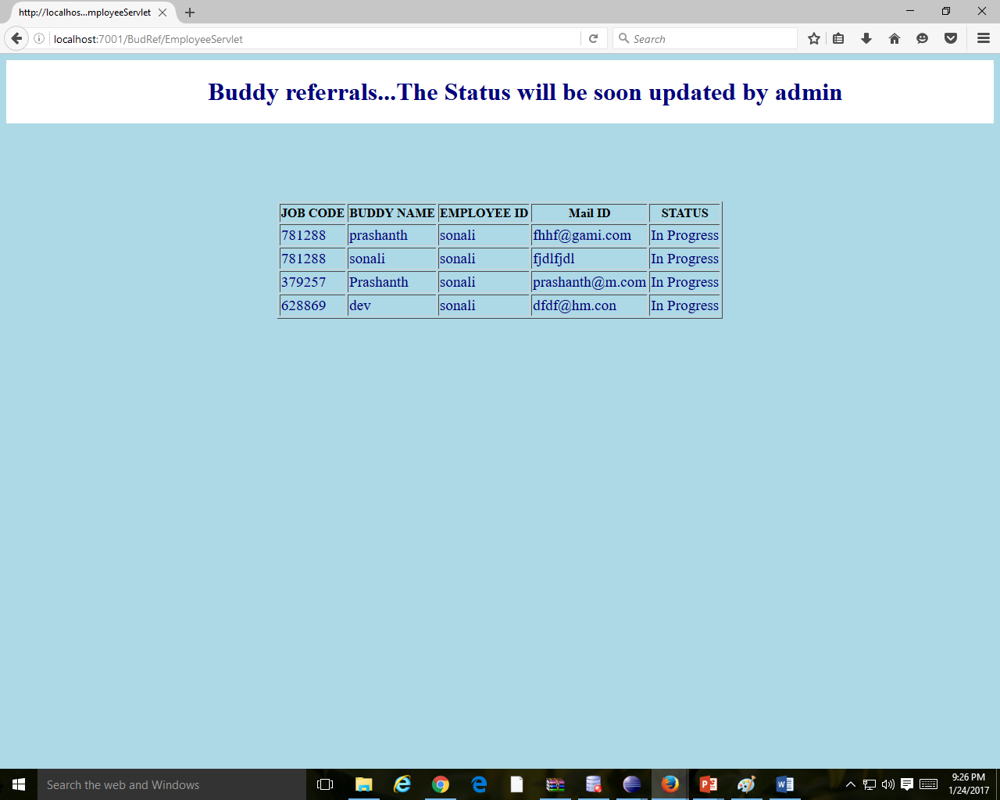 http://localhos...mployeeServlet
localhost:7001/BudRef/EmployeeServlet
Search
Buddy referrals...The Status will be soon updated by admin
JOB CODE BUDDY NAME EMPLOYEE ID Mail ID STATUS
781288 prashanth sonali fhhf@gami.com In Progress
781288 sonali sonali fjdlfjdl In Progress
379257 Prashanth sonali prashanth@m.com In Progress
628869 dev sonali dfdf@hm.con In Progress
Search the web and Windows
9:26 PM
1/24/2017